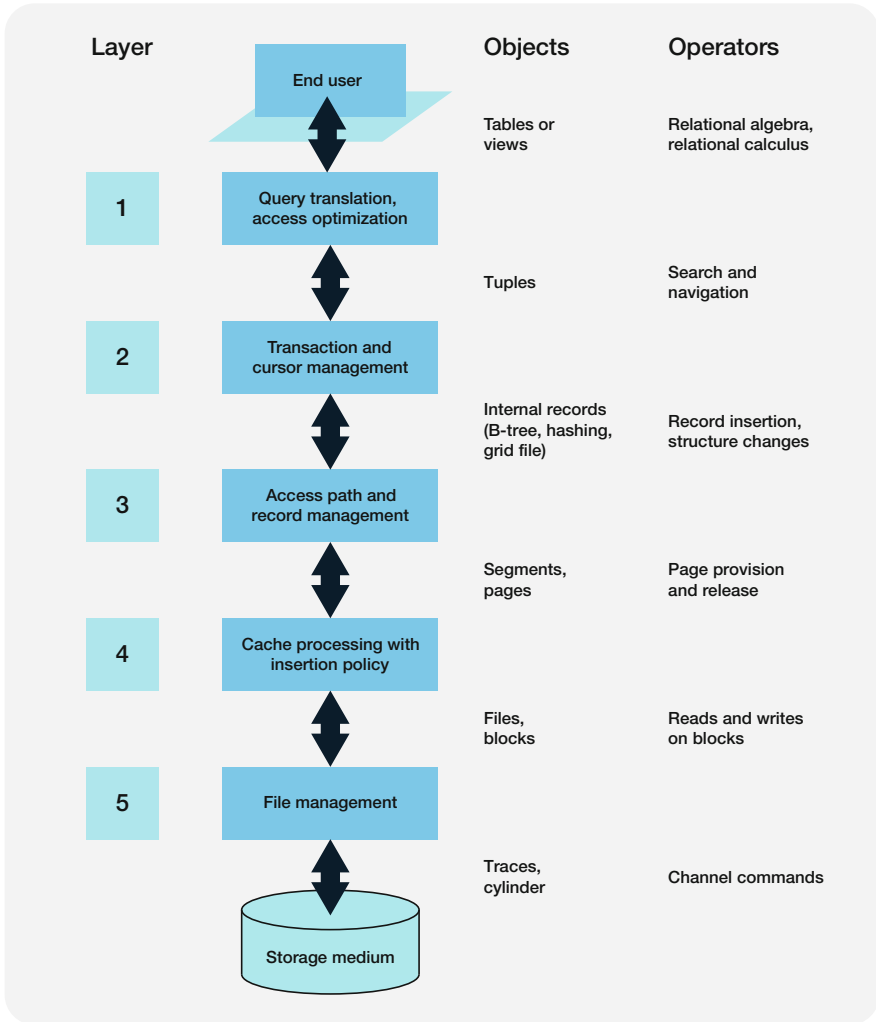 Layer
Objects
Operators
End user
Tables or
views
Relational algebra,
relational calculus
1
Query translation,
access optimization
Tuples
Search and
navigation
2
Transaction and
cursor management
Internal records
(B-tree, hashing,
grid file)
Record insertion,
structure changes
3
Access path and
record management
Segments,
pages
Page provision
and release
4
Cache processing with
insertion policy
Files,
blocks
Reads and writes
on blocks
5
File management
Traces,
cylinder
Channel commands
Storage medium